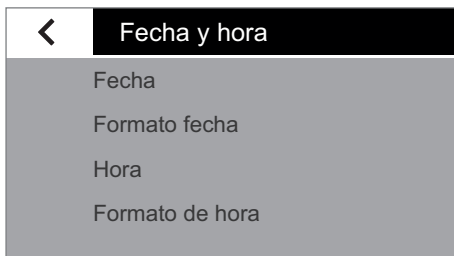 Fecha y hora
Fecha
Formato fecha
Hora
Formato de hora